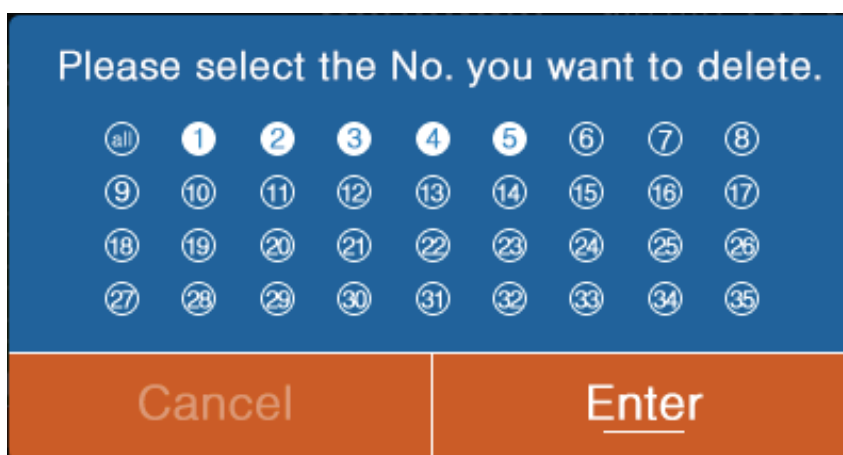 Please select the No. you want to delete.
all 1 2 3 4 5 6 7 8
9 10 11 12 13 14 15 16 17
18 19 20 21 22 23 24 25 26
27 28 29 30 31 32 33 34 35
Cancel Enter